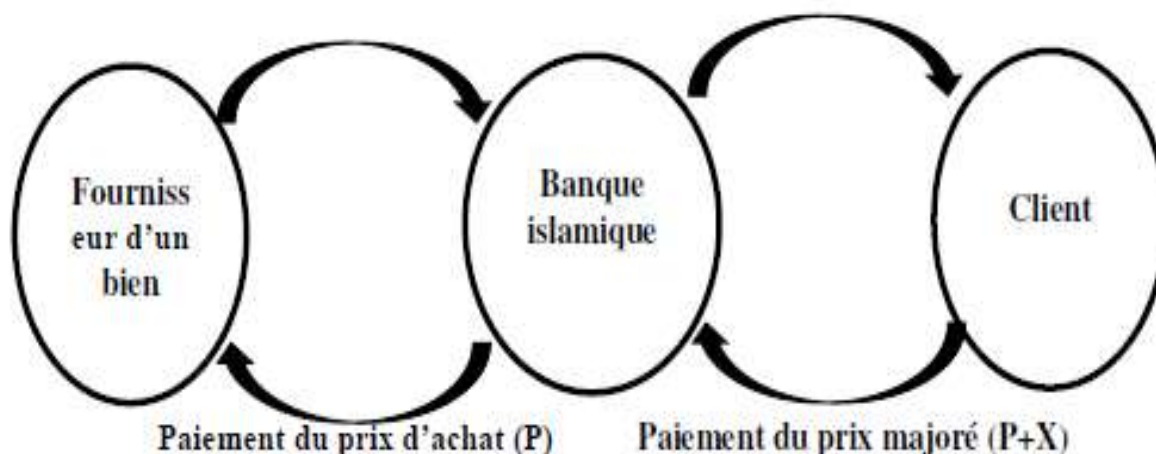 Fourniss
eur d'un
bien
Banque
islamique
Client
Paiement du prix d'achat (P)
Paiement du prix majoré (P+X)